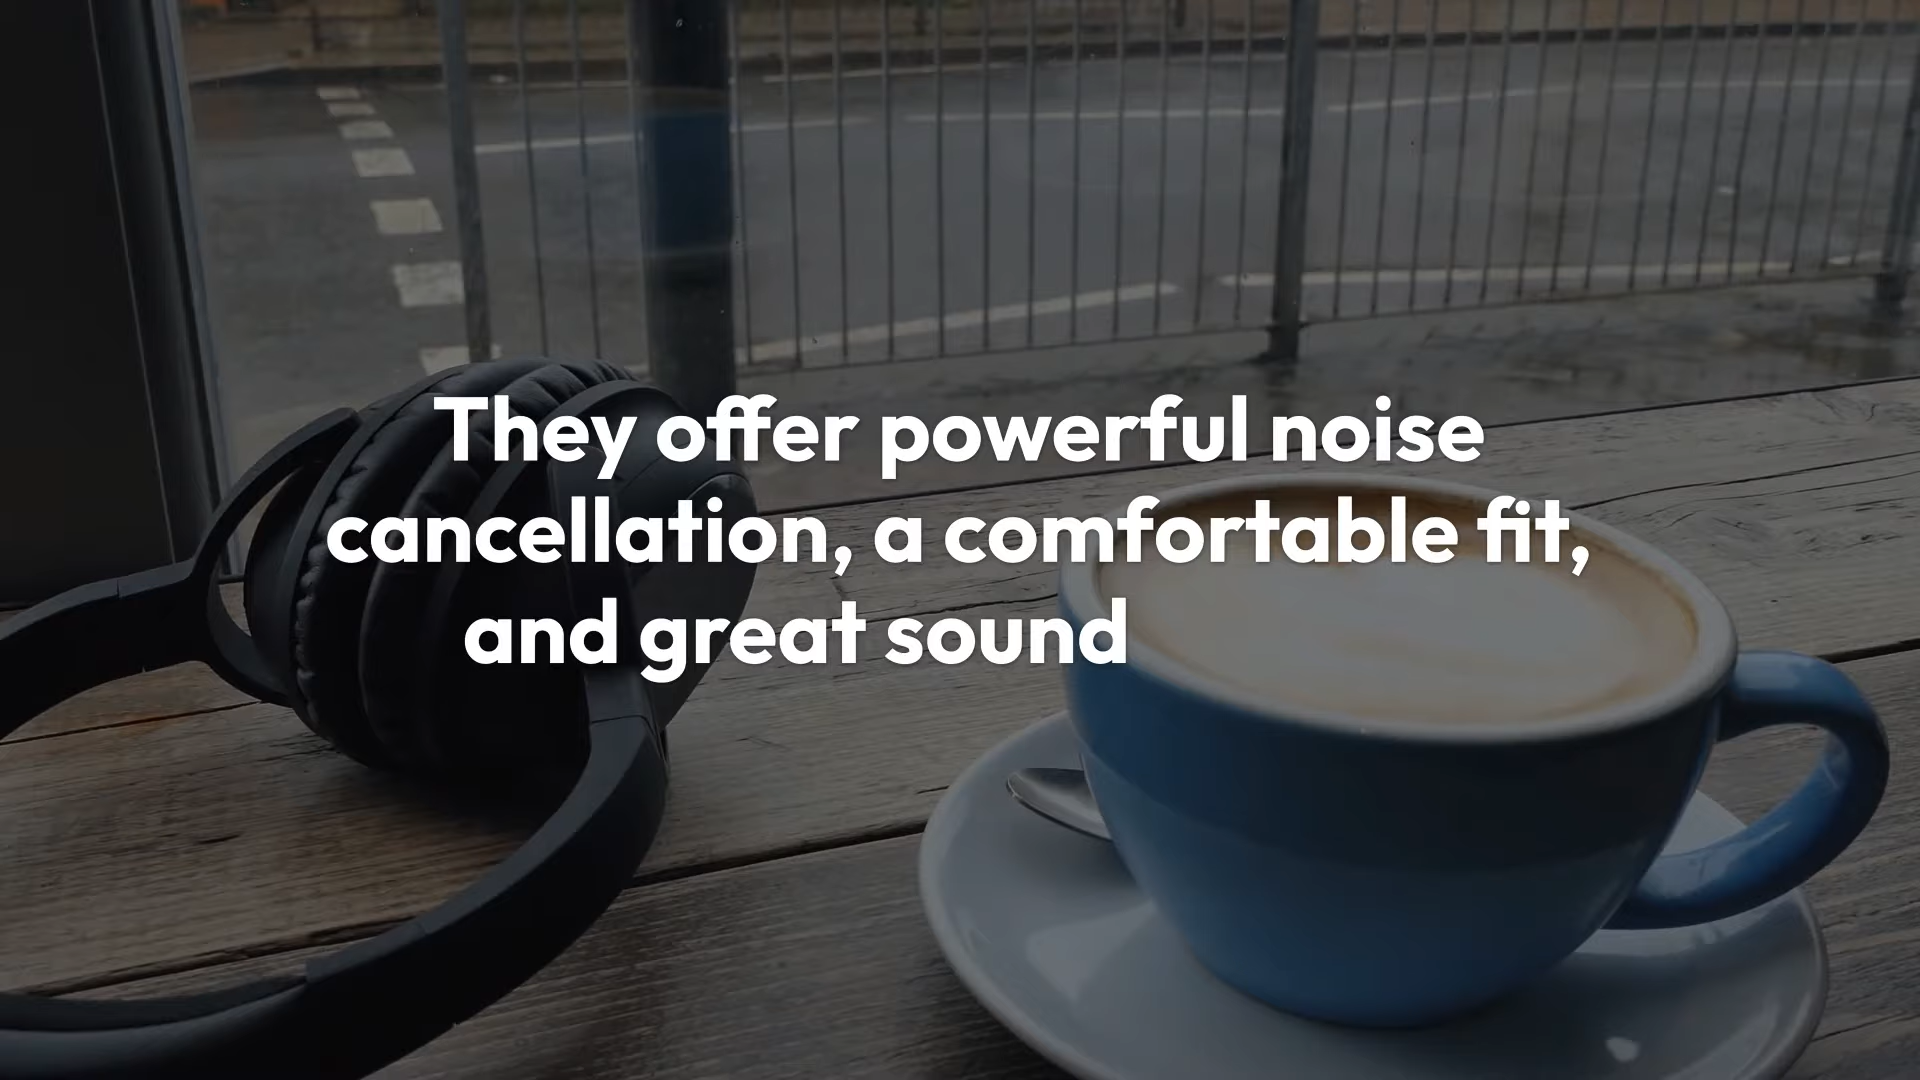 They offer powerful noise
cancellation, a comfortable fit,
and great sound